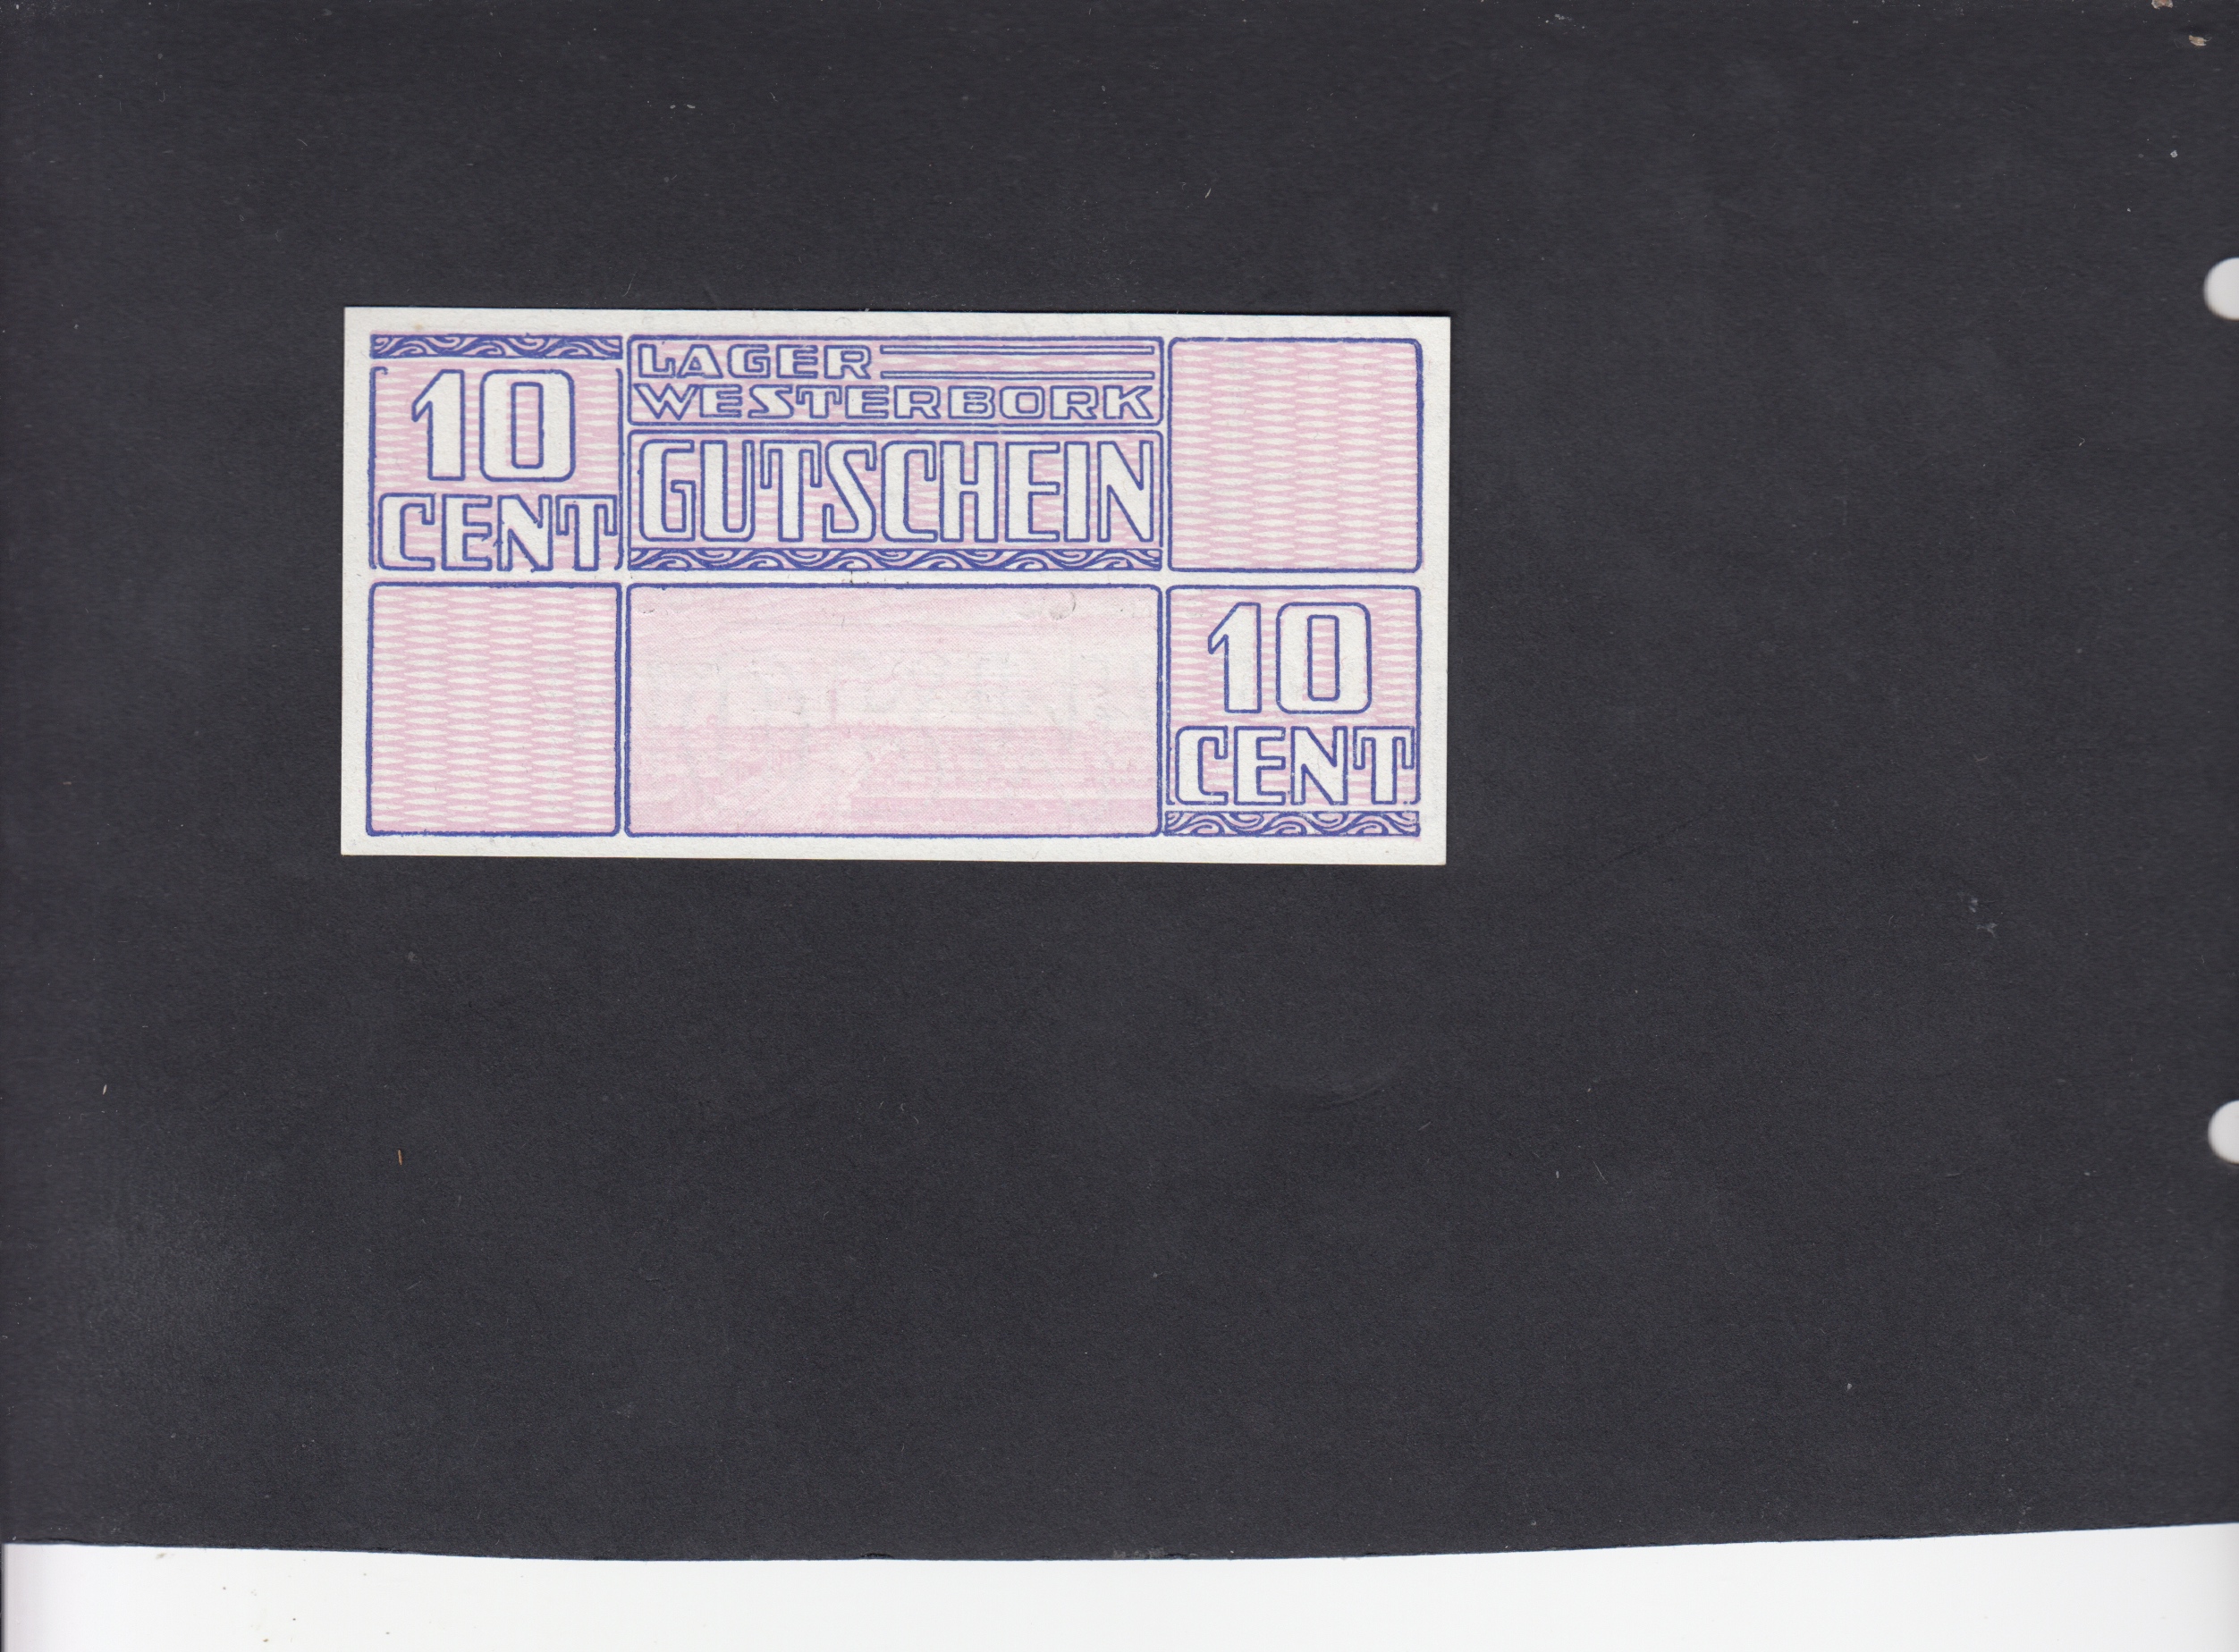 10
CENT
LAGER
WESTERBORK
GUTSCHEIN
10
CENT